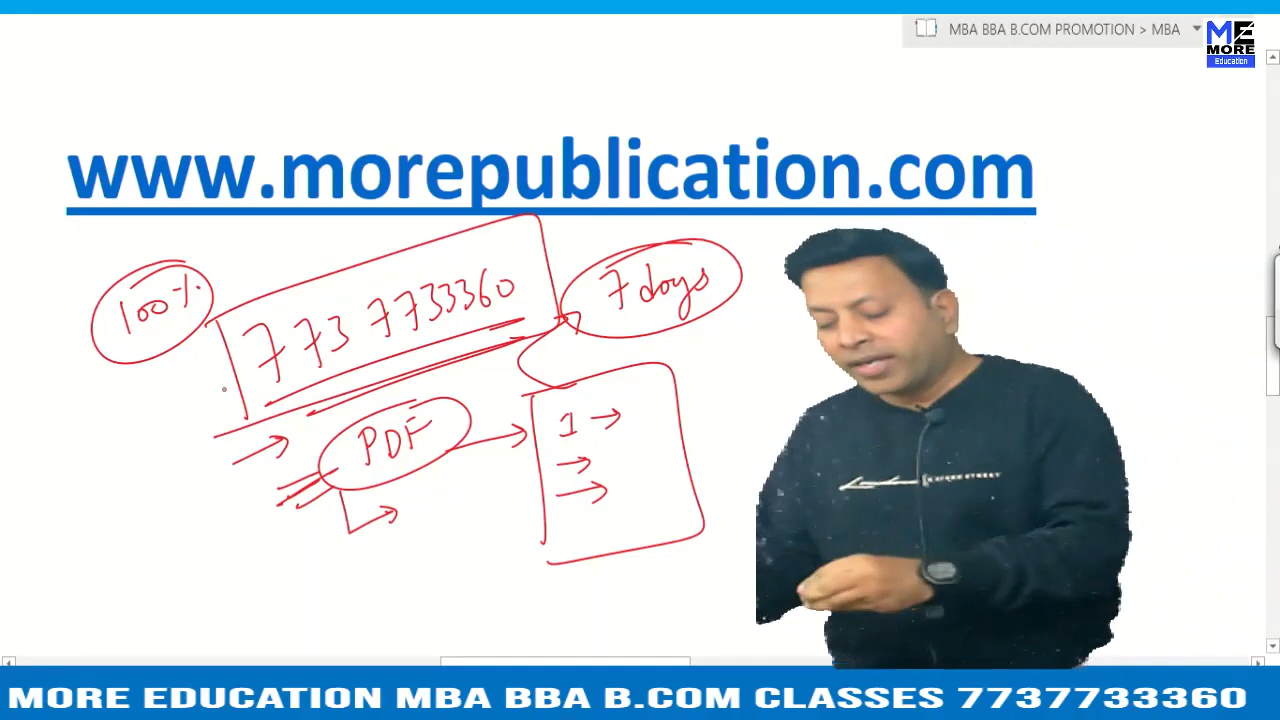 MBA BBA B.COM PROMOTION > MBA
ME
MORE
Education
www.morepublication.com
100%
773 7733360
7 days
PDF
1 →
MORE EDUCATION MBA BBA B.COM CLASSES 7737733360